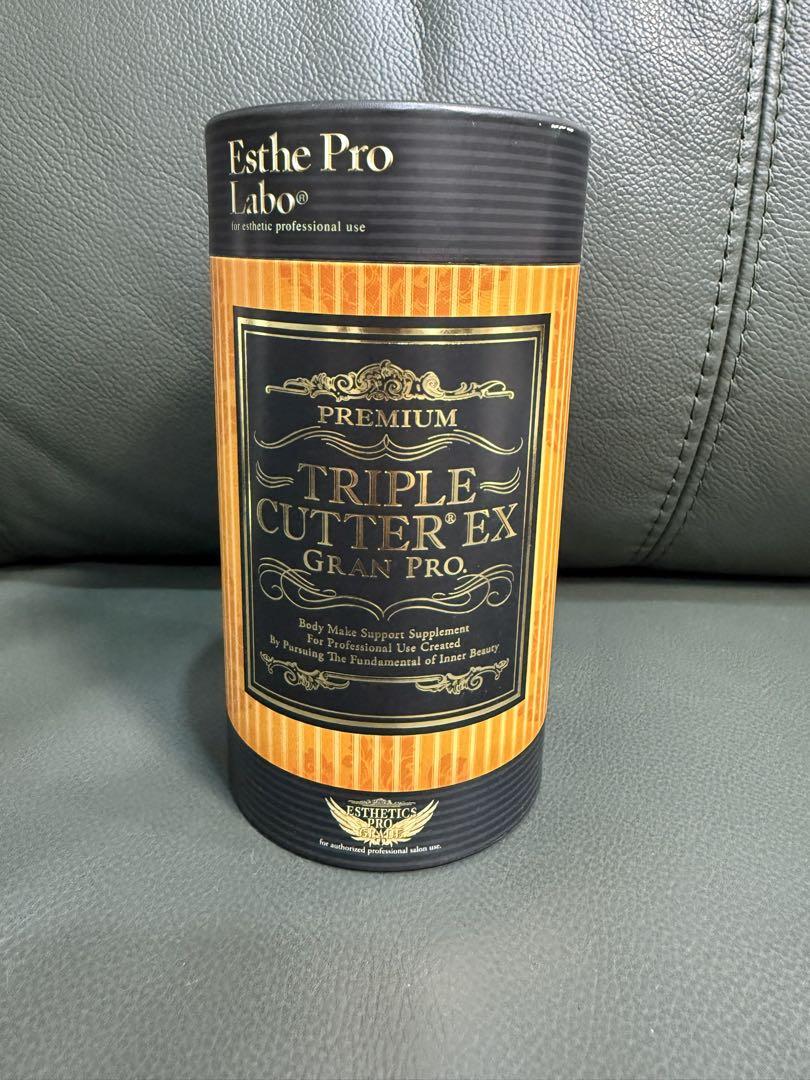 Esthe Pro
Labo®
for esthetic professional use
PREMIUM
TRIPLE
CUTTER® EX
GRAN PRO.
Body Make Support Supplement
For Professional Use Created
By Pursuing The Fundamental of Inner Beauty
ESTHETICS
PRO
GRADE
for authorized professional salon use.